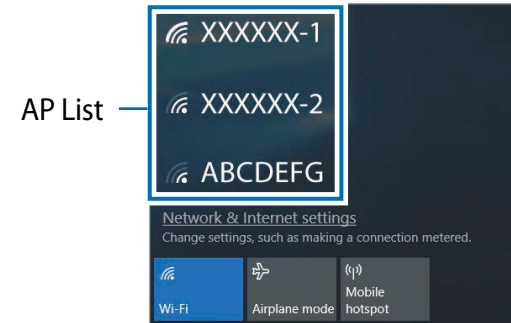 XXXXXX-1
AP List
XXXXXX-2
ABCDEFG
Network & Internet settings
Change settings, such as making a connection metered.
Wi-Fi
Airplane mode
Mobile
hotspot